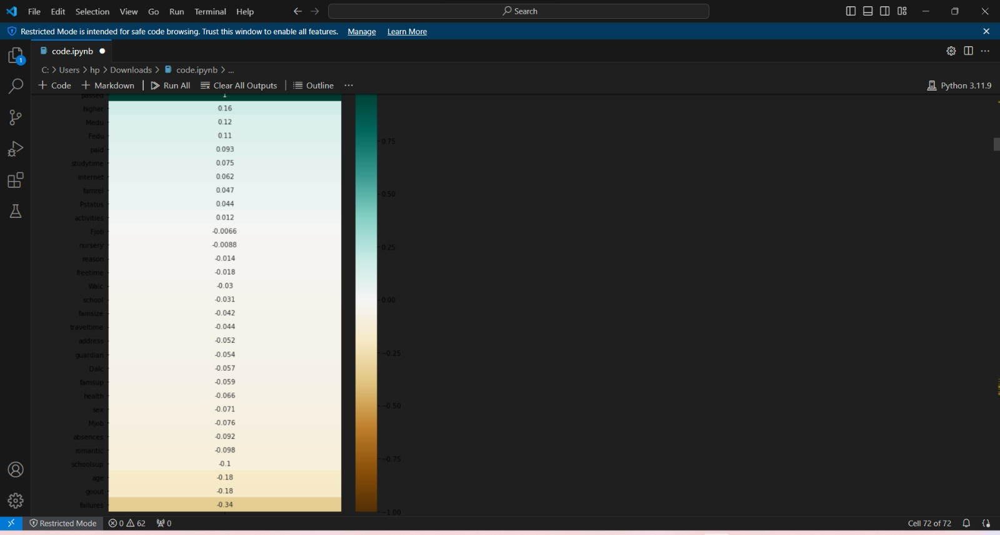 File Edit Selection View Go Run Terminal Help
Search
Restricted Mode is intended for safe code browsing. Trust this window to enable all features. Manage Learn More
1
code.ipynb
C: > Users > hp > Downloads > code.ipynb > ...
+ Code + Markdown Run All Clear All Outputs Outline ...
Python 3.11.9
passed 1
higher 0.16
Medu 0.12
Fedu 0.11
paid 0.093
studytime 0.075
internet 0.062
famrel 0.047
Pstatus 0.044
activities 0.012
Fjob -0.0066
nursery -0.0088
reason -0.014
freetime -0.018
Walc -0.03
school -0.031
famsize -0.042
traveltime -0.044
address -0.052
guardian -0.054
Dalc -0.057
famsup -0.059
health -0.066
sex -0.071
Mjob -0.076
absences -0.092
romantic -0.098
schoolsup -0.1
age -0.18
goout -0.18
failures -0.34
0.75
0.50
0.25
0.00
−0.25
−0.50
−0.75
−1.00
Restricted Mode 0 62 0
Cell 72 of 72